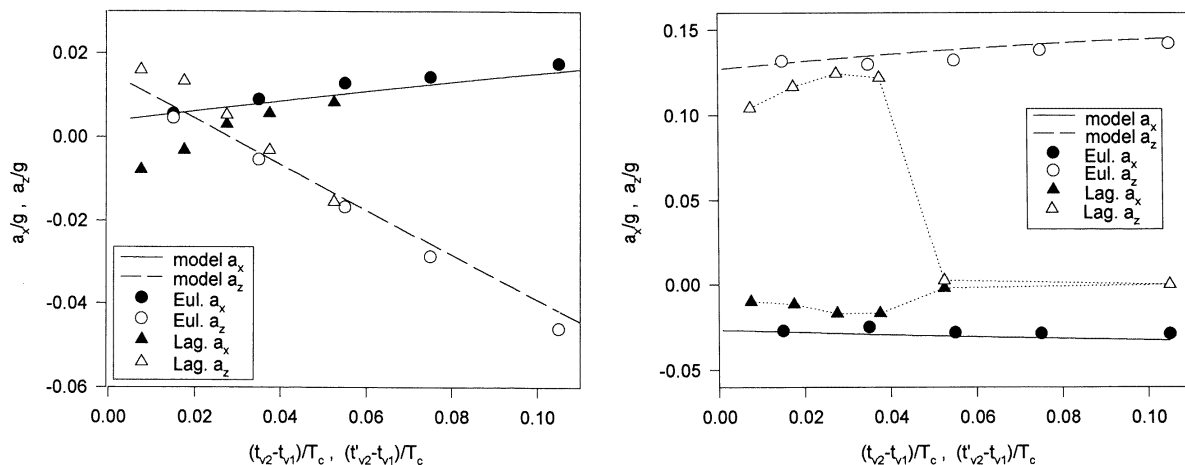 0.02
0.00
-0.02
-0.04
-0.06
a_x/g , a_z/g
model a_x
model a_z
Eul. a_x
Eul. a_z
Lag. a_x
Lag. a_z
0.00 0.02 0.04 0.06 0.08 0.10
(t_v2-t_v1)/T_c , (t'_v2-t_v1)/T_c
0.15
0.10
0.05
0.00
-0.05
a_x/g , a_z/g
model a_x
model a_z
Eul. a_x
Eul. a_z
Lag. a_x
Lag. a_z
0.00 0.02 0.04 0.06 0.08 0.10
(t_v2-t_v1)/T_c , (t'_v2-t_v1)/T_c